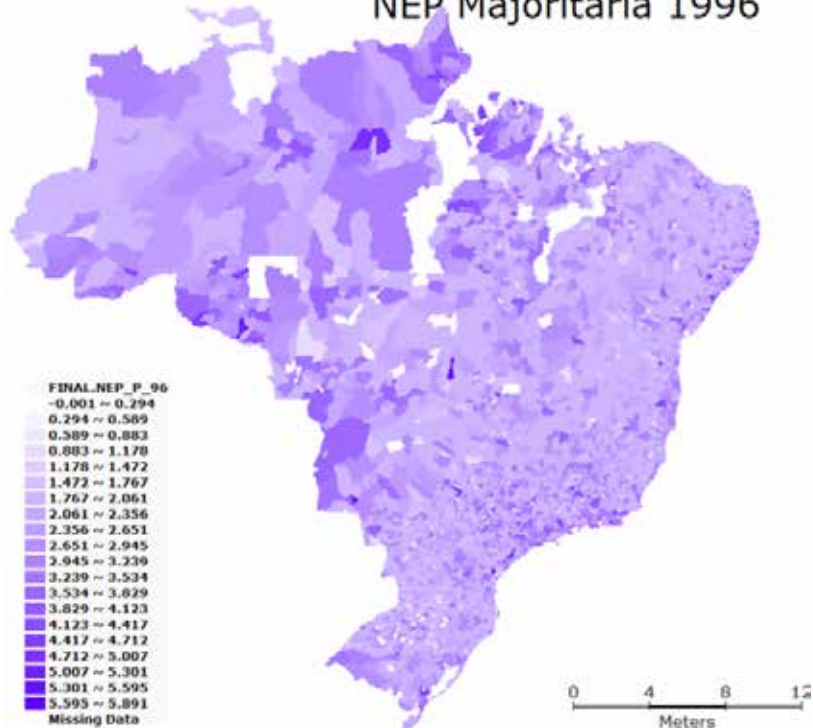 NEP Majoritária 1996
FINAL.NEP_P_96
-0.001 ~ 0.294
0.294 ~ 0.589
0.589 ~ 0.883
0.883 ~ 1.178
1.178 ~ 1.472
1.472 ~ 1.767
1.767 ~ 2.061
2.061 ~ 2.356
2.356 ~ 2.651
2.651 ~ 2.945
2.945 ~ 3.239
3.239 ~ 3.534
3.534 ~ 3.829
3.829 ~ 4.123
4.123 ~ 4.417
4.417 ~ 4.712
4.712 ~ 5.007
5.007 ~ 5.301
5.301 ~ 5.595
5.595 ~ 5.891
Missing Data
0 4 8 12
Meters